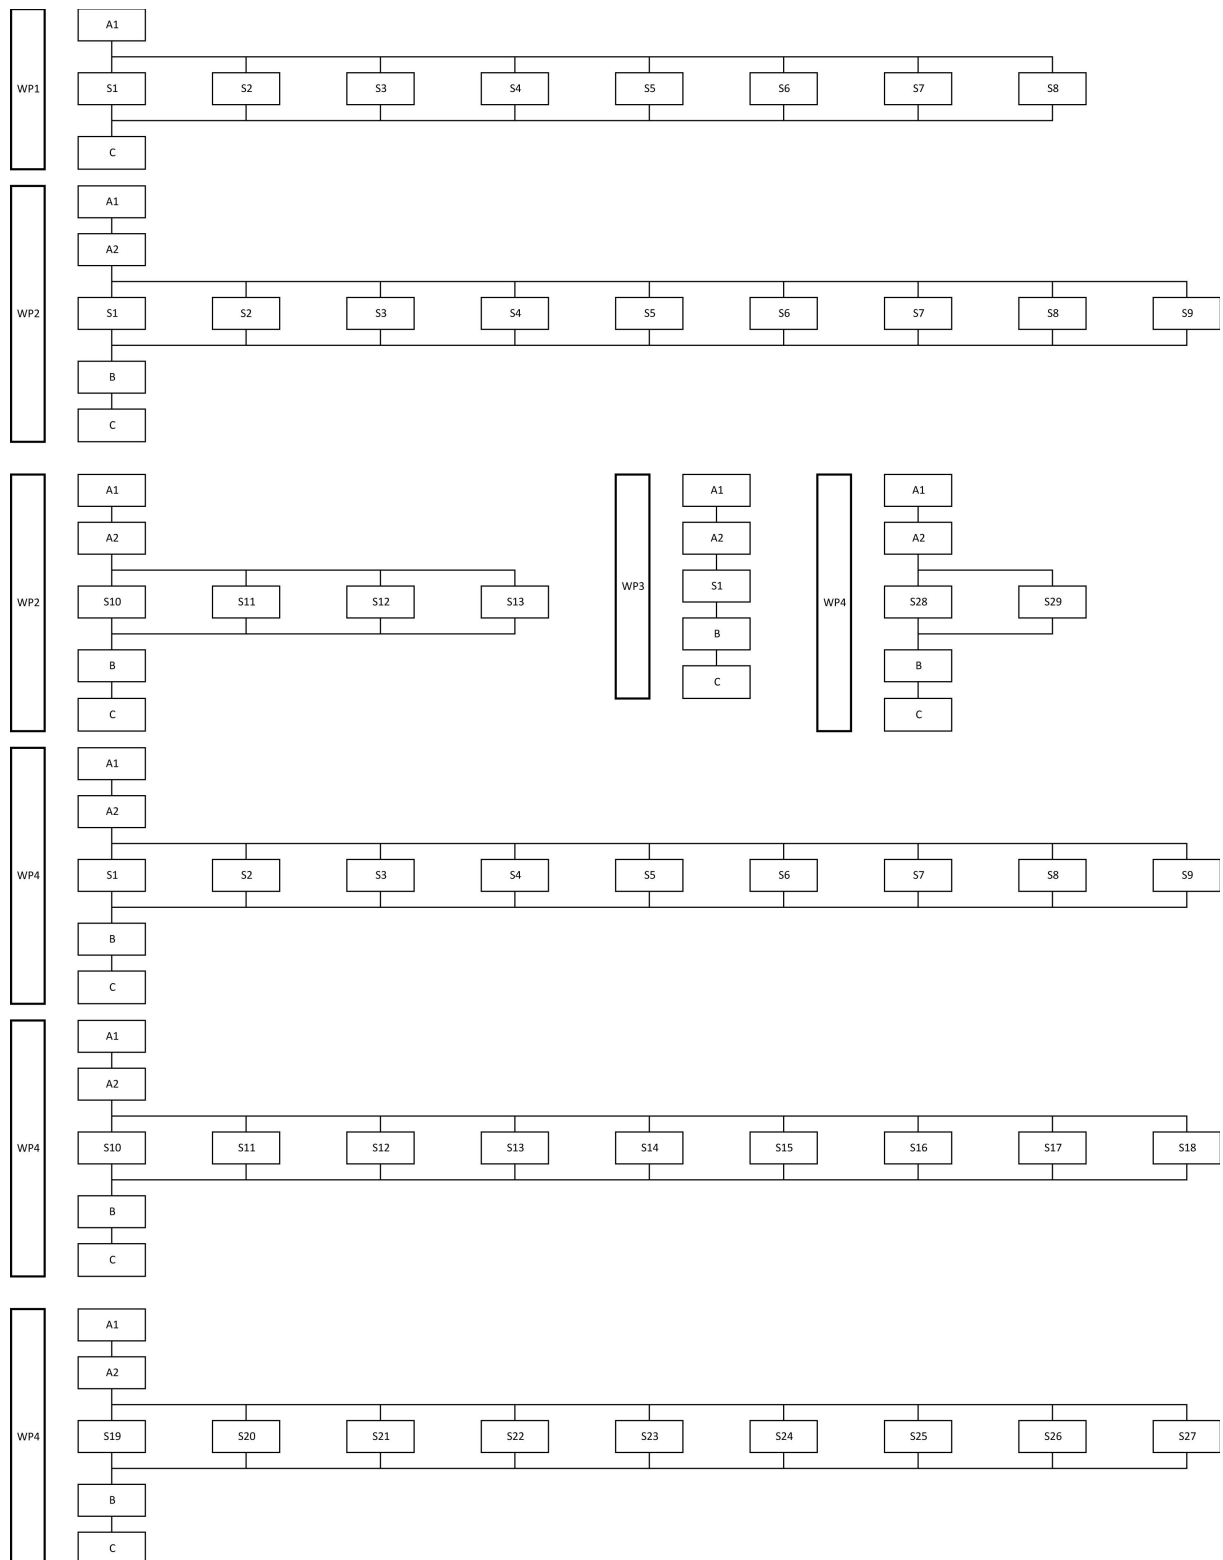 WP1
A1
S1 S2 S3 S4 S5 S6 S7 S8
C
WP2
A1
A2
S1 S2 S3 S4 S5 S6 S7 S8 S9
B
C
WP2
A1
A2
S10 S11 S12 S13
B
C
WP3
A1
A2
S1
B
C
WP4
A1
A2
S28 S29
B
C
WP4
A1
A2
S1 S2 S3 S4 S5 S6 S7 S8 S9
B
C
WP4
A1
A2
S10 S11 S12 S13 S14 S15 S16 S17 S18
B
C
WP4
A1
A2
S19 S20 S21 S22 S23 S24 S25 S26 S27
B
C